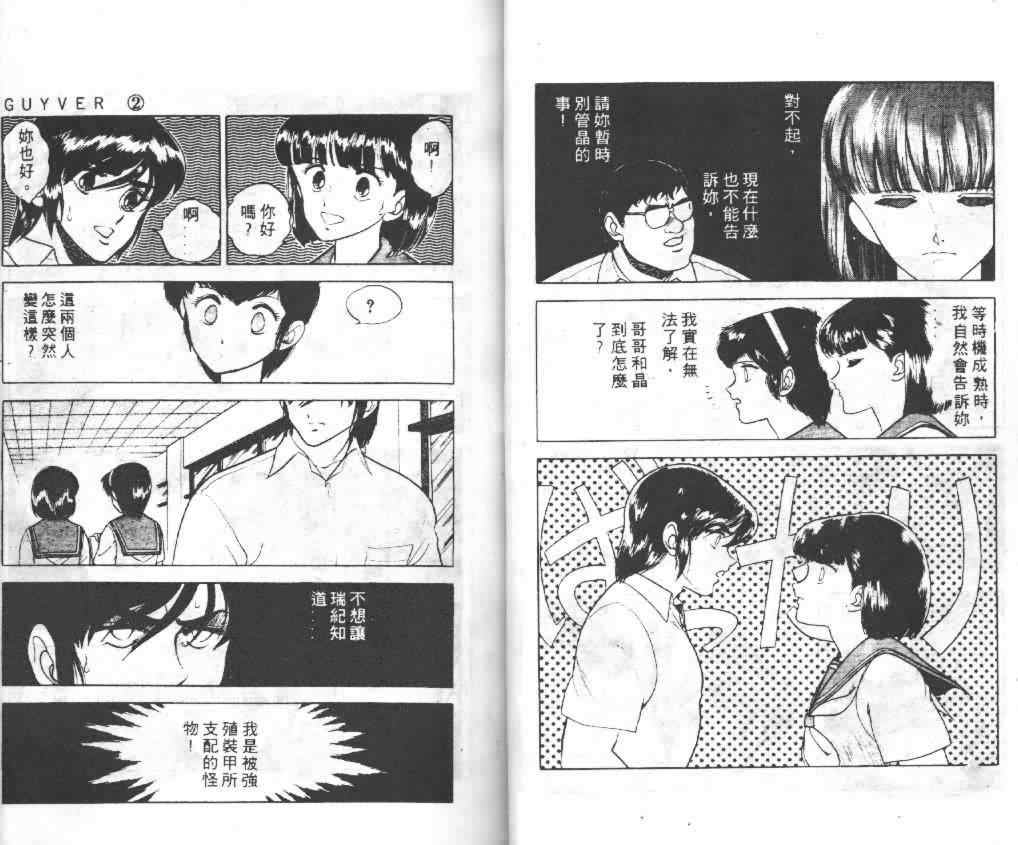 GUYVER ②
對不起，
現在什麼
也不能告
訴妳，
請妳暫時
別管晶的
事！
等時機成熟時，
我自然會告訴妳
……
我實在無
法了解，
哥哥和晶
到底怎麼
了？
啊！
你好
嗎？
啊……
妳也好。
？
這兩個人
怎麼突然
變這樣？
不想讓
瑞紀知
道……
我是被強
殖裝甲所
支配的怪
物！